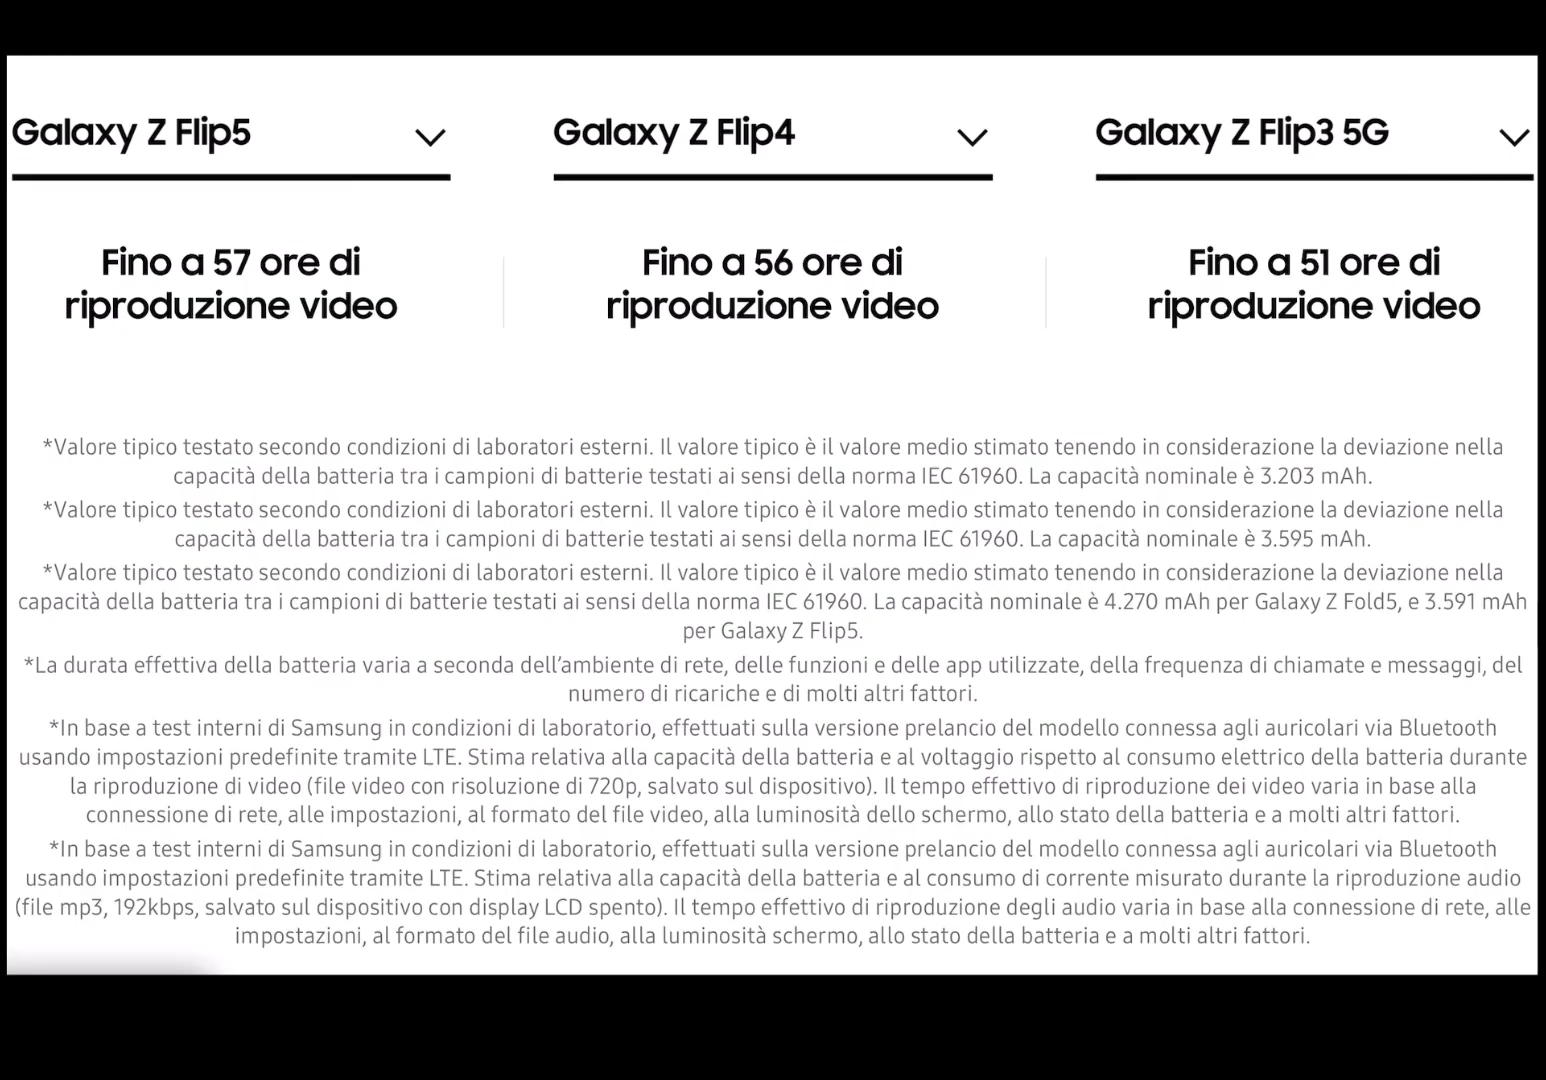 Galaxy Z Flip5
Galaxy Z Flip4
Galaxy Z Flip3 5G
Fino a 57 ore di
riproduzione video
Fino a 56 ore di
riproduzione video
Fino a 51 ore di
riproduzione video
*Valore tipico testato secondo condizioni di laboratori esterni. Il valore tipico è il valore medio stimato tenendo in considerazione la deviazione nella
capacità della batteria tra i campioni di batterie testati ai sensi della norma IEC 61960. La capacità nominale è 3.203 mAh.
*Valore tipico testato secondo condizioni di laboratori esterni. Il valore tipico è il valore medio stimato tenendo in considerazione la deviazione nella
capacità della batteria tra i campioni di batterie testati ai sensi della norma IEC 61960. La capacità nominale è 3.595 mAh.
*Valore tipico testato secondo condizioni di laboratori esterni. Il valore tipico è il valore medio stimato tenendo in considerazione la deviazione nella
capacità della batteria tra i campioni di batterie testati ai sensi della norma IEC 61960. La capacità nominale è 4.270 mAh per Galaxy Z Fold5, e 3.591 mAh
per Galaxy Z Flip5.
*La durata effettiva della batteria varia a seconda dell'ambiente di rete, delle funzioni e delle app utilizzate, della frequenza di chiamate e messaggi, del
numero di ricariche e di molti altri fattori.
*In base a test interni di Samsung in condizioni di laboratorio, effettuati sulla versione prelancio del modello connessa agli auricolari via Bluetooth
usando impostazioni predefinite tramite LTE. Stima relativa alla capacità della batteria e al voltaggio rispetto al consumo elettrico della batteria durante
la riproduzione di video (file video con risoluzione di 720p, salvato sul dispositivo). Il tempo effettivo di riproduzione dei video varia in base alla
connessione di rete, alle impostazioni, al formato del file video, alla luminosità dello schermo, allo stato della batteria e a molti altri fattori.
*In base a test interni di Samsung in condizioni di laboratorio, effettuati sulla versione prelancio del modello connessa agli auricolari via Bluetooth
usando impostazioni predefinite tramite LTE. Stima relativa alla capacità della batteria e al consumo di corrente misurato durante la riproduzione audio
(file mp3, 192kbps, salvato sul dispositivo con display LCD spento). Il tempo effettivo di riproduzione degli audio varia in base alla connessione di rete, alle
impostazioni, al formato del file audio, alla luminosità schermo, allo stato della batteria e a molti altri fattori.